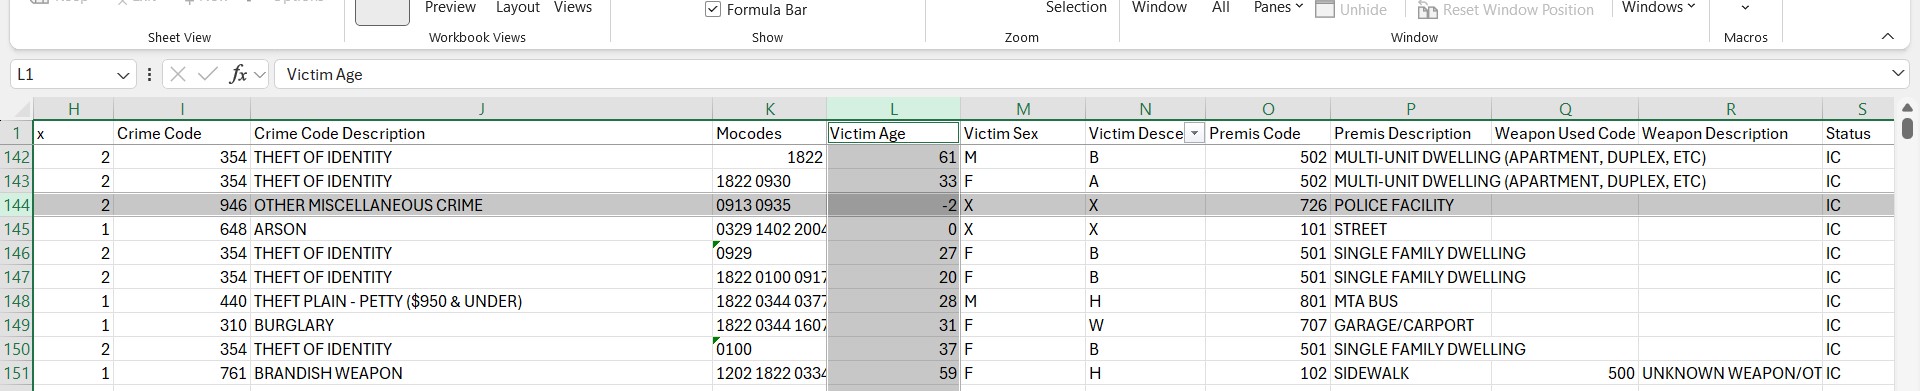 Preview Layout Views Formula Bar Selection Window All Panes Unhide Reset Window Position Windows
Sheet View Workbook Views Show Zoom Window Macros
L1 fx Victim Age
H I J K L M N O P Q R S
1 x Crime Code Crime Code Description Mocodes Victim Age Victim Sex Victim Desce Premis Code Premis Description Weapon Used Code Weapon Description Status
142 2 354 THEFT OF IDENTITY 1822 61 M B 502 MULTI-UNIT DWELLING (APARTMENT, DUPLEX, ETC) IC
143 2 354 THEFT OF IDENTITY 1822 0930 33 F A 502 MULTI-UNIT DWELLING (APARTMENT, DUPLEX, ETC) IC
144 2 946 OTHER MISCELLANEOUS CRIME 0913 0935 -2 X X 726 POLICE FACILITY IC
145 1 648 ARSON 0329 1402 2004 0 X X 101 STREET IC
146 2 354 THEFT OF IDENTITY 0929 27 F B 501 SINGLE FAMILY DWELLING IC
147 2 354 THEFT OF IDENTITY 1822 0100 0917 20 F B 501 SINGLE FAMILY DWELLING IC
148 1 440 THEFT PLAIN - PETTY ($950 & UNDER) 1822 0344 0377 28 M H 801 MTA BUS IC
149 1 310 BURGLARY 1822 0344 1607 31 F W 707 GARAGE/CARPORT IC
150 2 354 THEFT OF IDENTITY 0100 37 F B 501 SINGLE FAMILY DWELLING IC
151 1 761 BRANDISH WEAPON 1202 1822 0334 59 F H 102 SIDEWALK 500 UNKNOWN WEAPON/OT IC